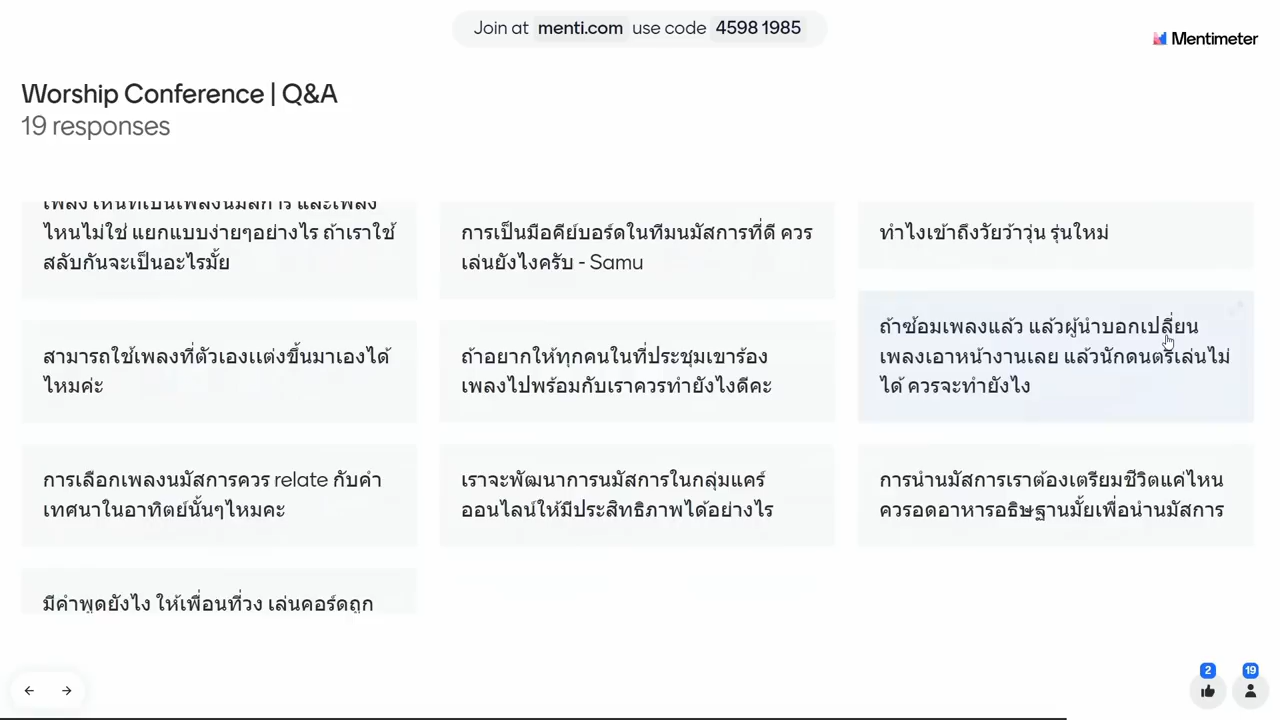 Join at menti.com use code 4598 1985
Mentimeter
Worship Conference | Q&A
19 responses
ไหนไม่ใช่ แยกแบบง่ายๆอย่างไร ถ้าเราใช้
สลับกันจะเป็นอะไรมั้ย
การเป็นมือคีย์บอร์ดในทีมนมัสการที่ดี ควร
เล่นยังไงครับ - Samu
ทำไงเข้าถึงวัยว้าวุ่น รุ่นใหม่
สามารถใช้เพลงที่ตัวเองเเต่งขึ้นมาเองได้
ไหมค่ะ
ถ้าอยากให้ทุกคนในที่ประชุมเขาร้อง
เพลงไปพร้อมกับเราควรทำยังไงดีคะ
ถ้าซ้อมเพลงแล้ว แล้วผู้นำบอกเปลี่ยน
เพลงเอาหน้างานเลย แล้วนักดนตรีเล่นไม่
ได้ ควรจะทำยังไง
การเลือกเพลงนมัสการควร relate กับคำ
เทศนาในอาทิตย์นั้นๆไหมคะ
เราจะพัฒนาการนมัสการในกลุ่มแคร์
ออนไลน์ให้มีประสิทธิภาพได้อย่างไร
การนำนมัสการเราต้องเตรียมชีวิตแค่ไหน
ควรอดอาหารอธิษฐานมั้ยเพื่อนำนมัสการ
มีคำพูดยังไง ให้เพื่อนที่วง เล่นคอร์ดถูก
2
19